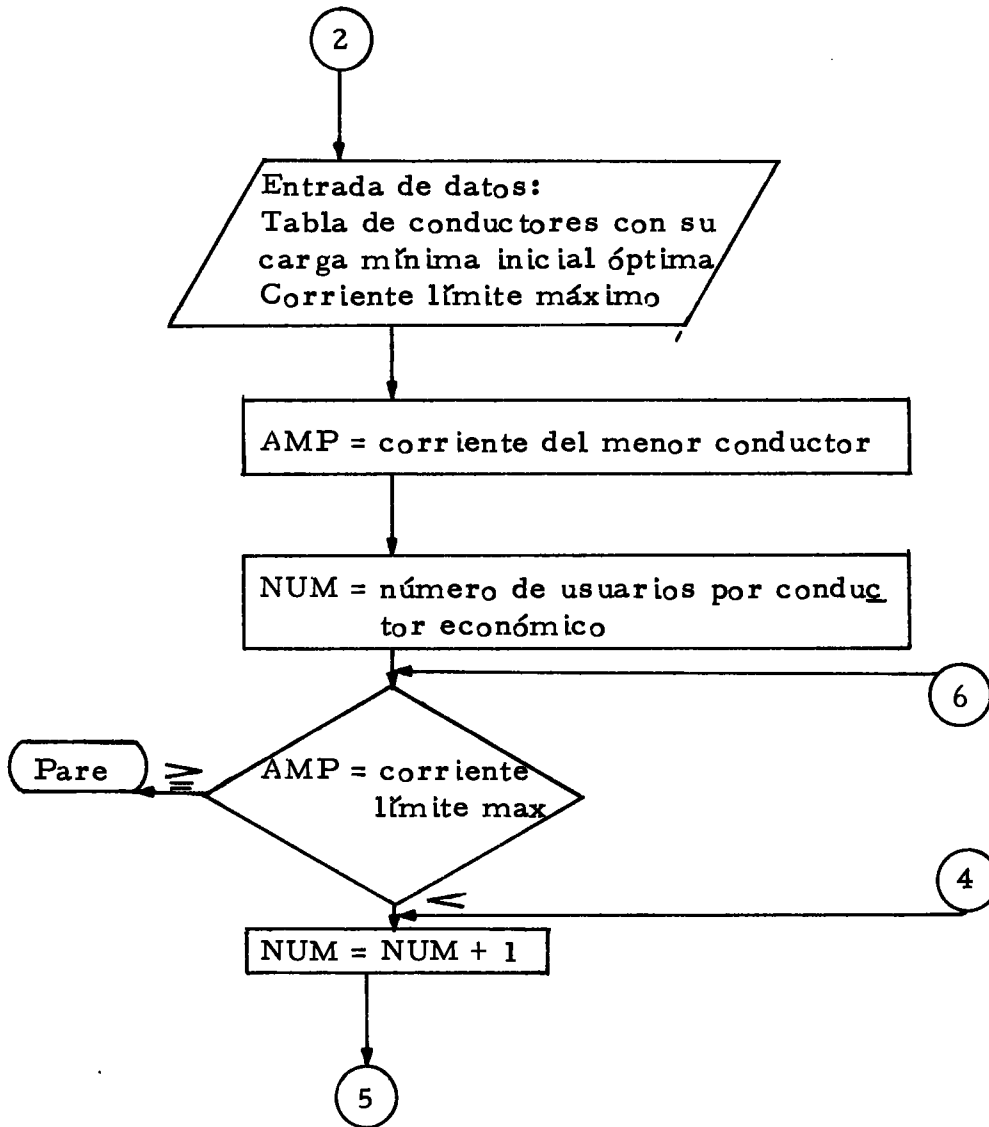 2
Entrada de datos:
Tabla de conductores con su
carga mínima inicial óptima
Corriente límite máximo
AMP = corriente del menor conductor
NUM = número de usuarios por conduc
tor económico
6
Pare
≥
AMP = corriente
límite max
4
<
NUM = NUM + 1
5